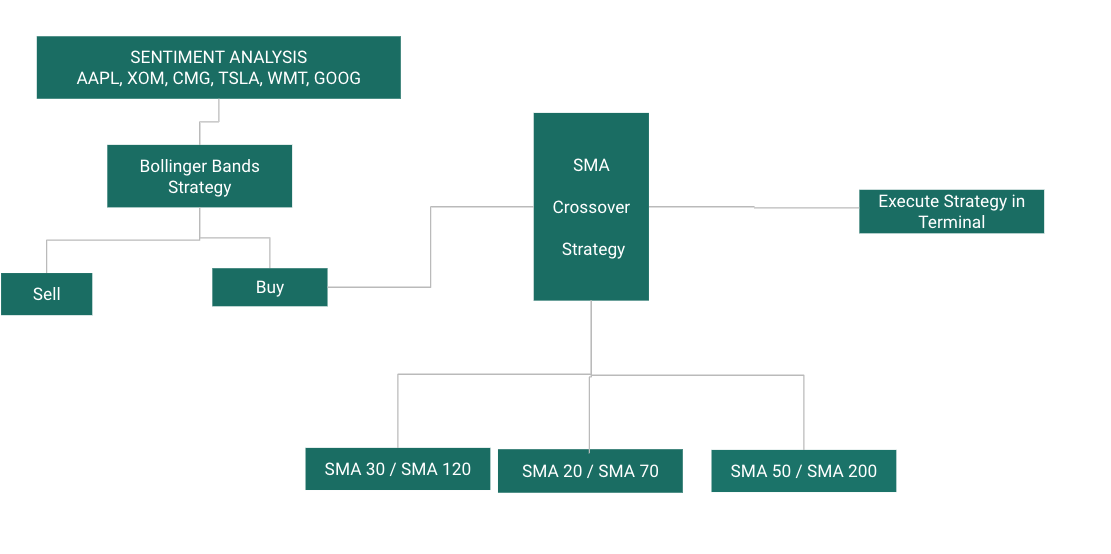 SENTIMENT ANALYSIS
AAPL, XOM, CMG, TSLA, WMT, GOOG
Bollinger Bands
Strategy
Sell
Buy
SMA
Crossover
Strategy
Execute Strategy in
Terminal
SMA 30 / SMA 120
SMA 20 / SMA 70
SMA 50 / SMA 200